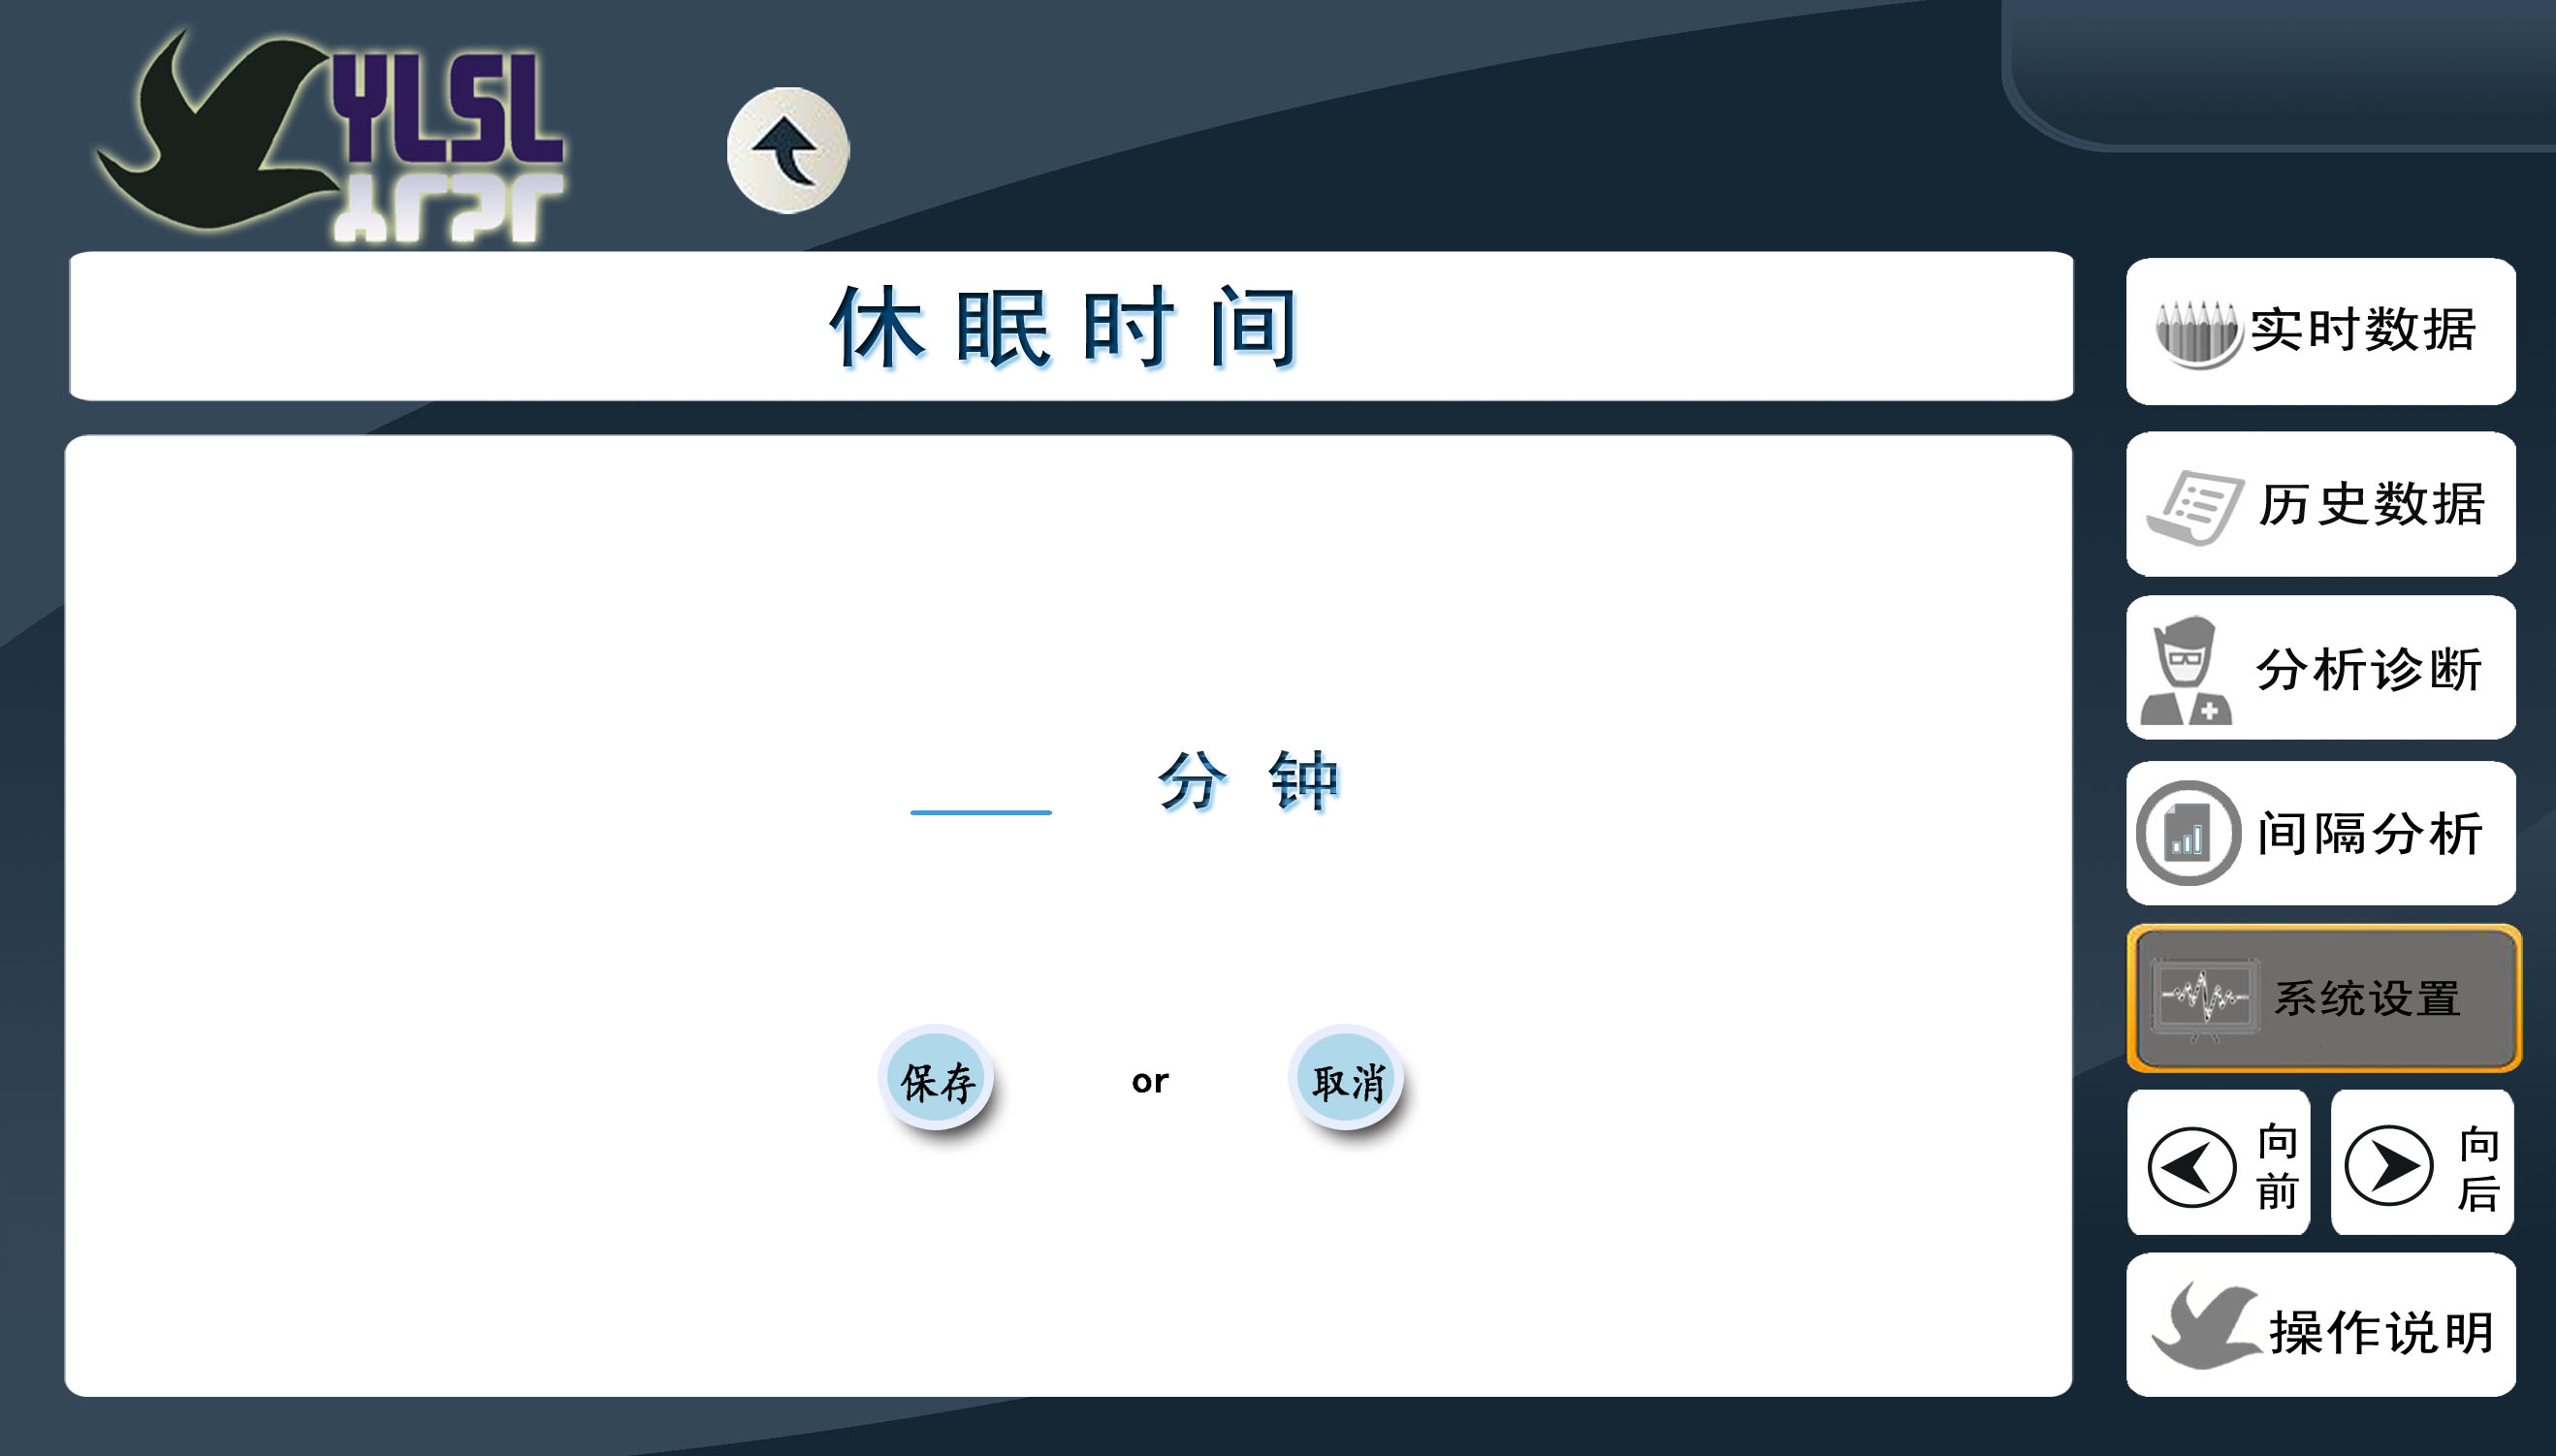 YLSL
休眠时间
分钟
保存 or 取消
实时数据
历史数据
分析诊断
间隔分析
系统设置
向前
向后
操作说明